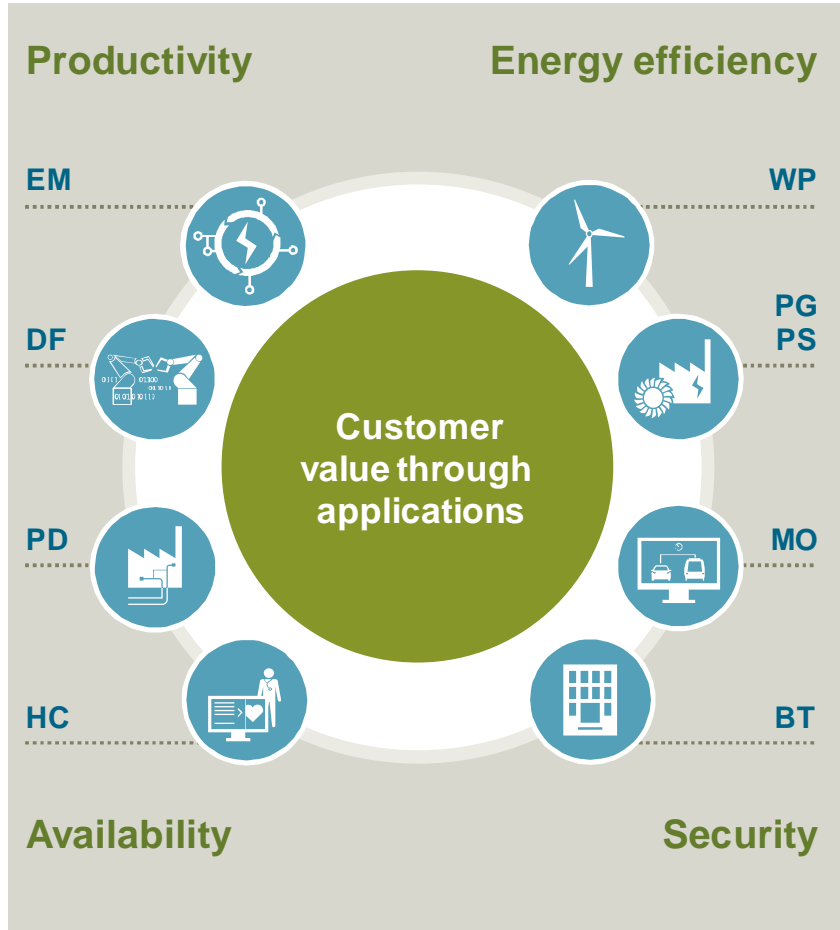 Productivity
Energy efficiency
EM
WP
DF
PG
PS
Customer
value through
applications
PD
MO
HC
BT
Availability
Security